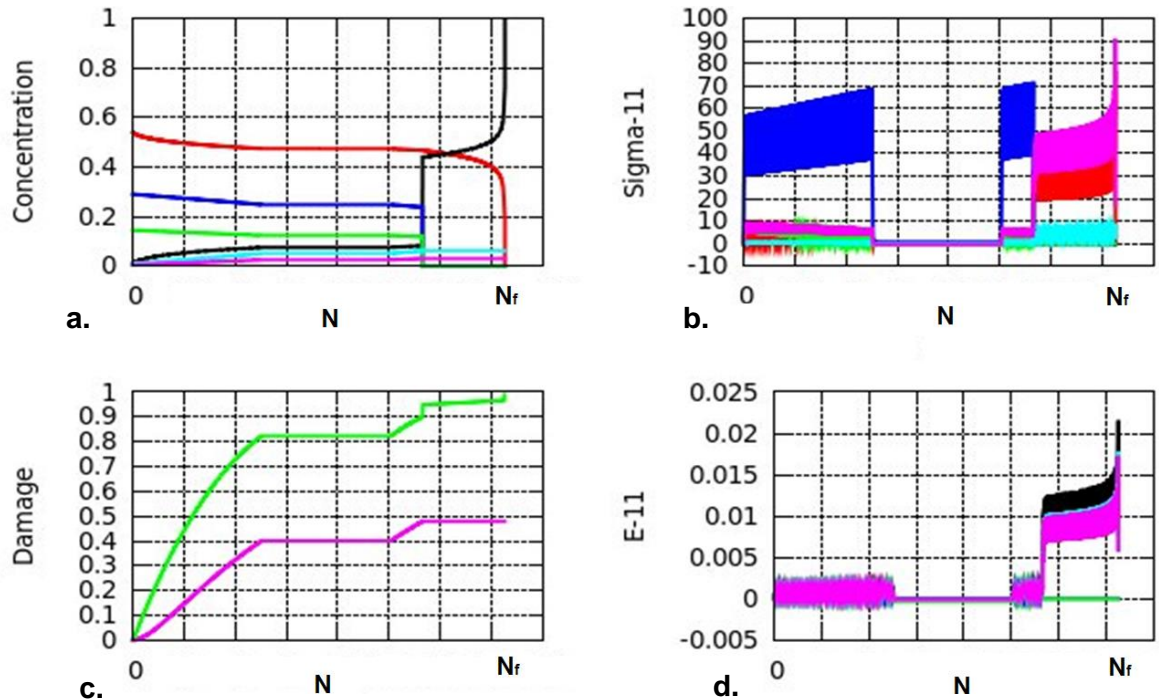 1
0.8
0.6
0.4
0.2
0
Concentration
0
N
Nf
a.
100
90
80
70
60
50
40
30
20
10
0
-10
Sigma-11
0
N
Nf
b.
1
0.9
0.8
0.7
0.6
0.5
0.4
0.3
0.2
0.1
0
Damage
0
N
Nf
c.
0.025
0.02
0.015
0.01
0.005
0
-0.005
E-11
0
N
Nf
d.